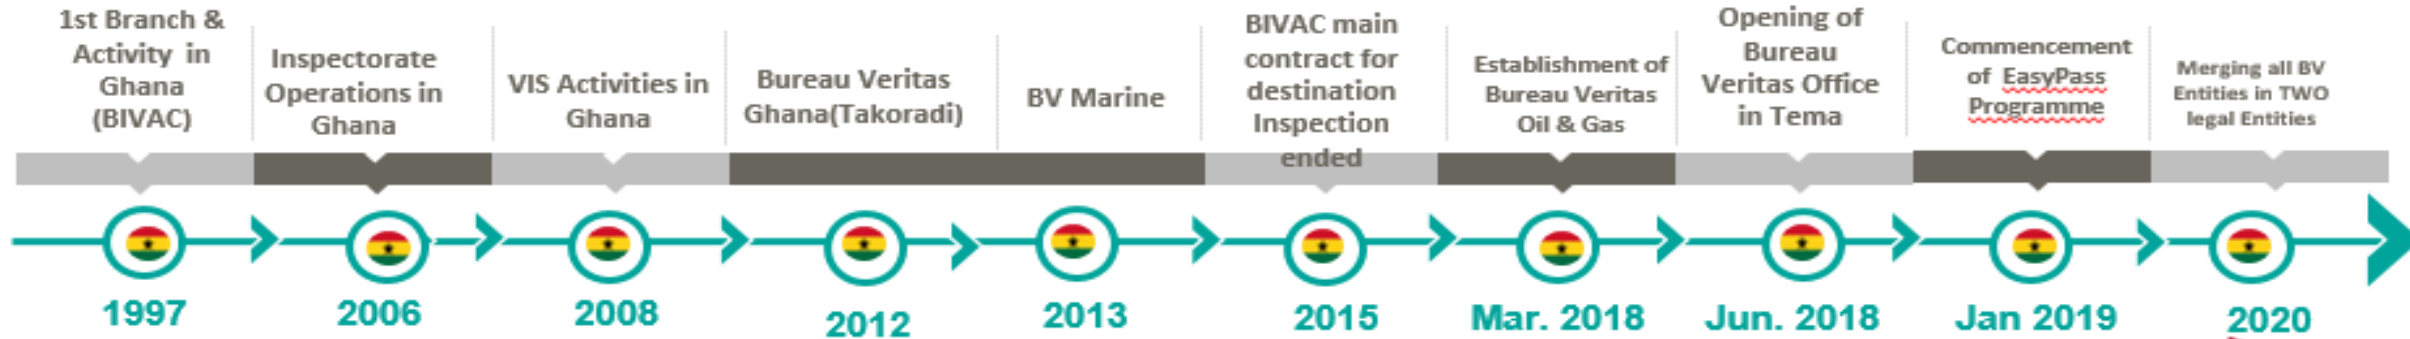 1st Branch &
Activity in
Ghana
(BIVAC)
1997
Inspectorate
Operations in
Ghana
2006
VIS Activities in
Ghana
2008
Bureau Veritas
Ghana(Takoradi)
2012
BV Marine
2013
BIVAC main
contract for
destination
Inspection
ended
2015
Establishment of
Bureau Veritas
Oil & Gas
Mar. 2018
Opening of
Bureau
Veritas Office
in Tema
Jun. 2018
Commencement
of EasyPass
Programme
Jan 2019
Merging all BV
Entities in TWO
legal Entities
2020